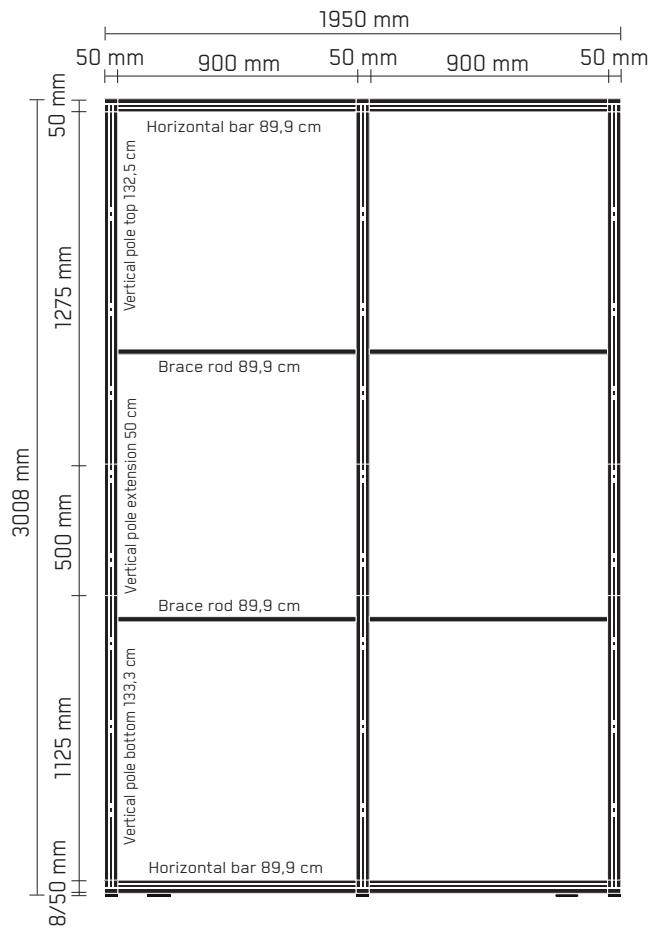 1950 mm
50 mm
900 mm
50 mm
900 mm
50 mm
50 mm
Horizontal bar 89,9 cm
Vertical pole top 132,5 cm
1275 mm
Brace rod 89,9 cm
Vertical pole extension 50 cm
3008 mm
500 mm
Brace rod 89,9 cm
Vertical pole bottom 133,3 cm
1125 mm
Horizontal bar 89,9 cm
8/50 mm